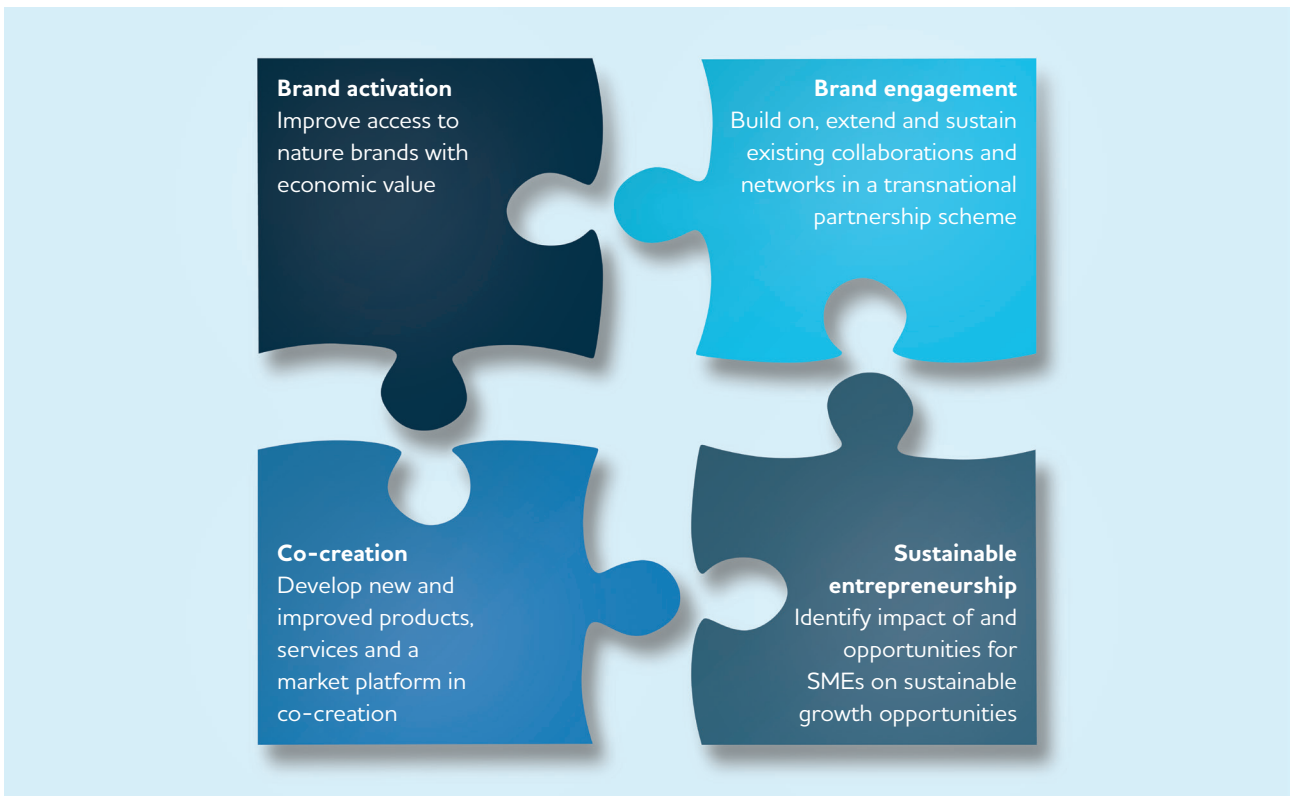 Brand activation
Improve access to
nature brands with
economic value
Brand engagement
Build on, extend and sustain
existing collaborations and
networks in a transnational
partnership scheme
Co-creation
Develop new and
improved products,
services and a
market platform in
co-creation
Sustainable
entrepreneurship
Identify impact of and
opportunities for
SMEs on sustainable
growth opportunities